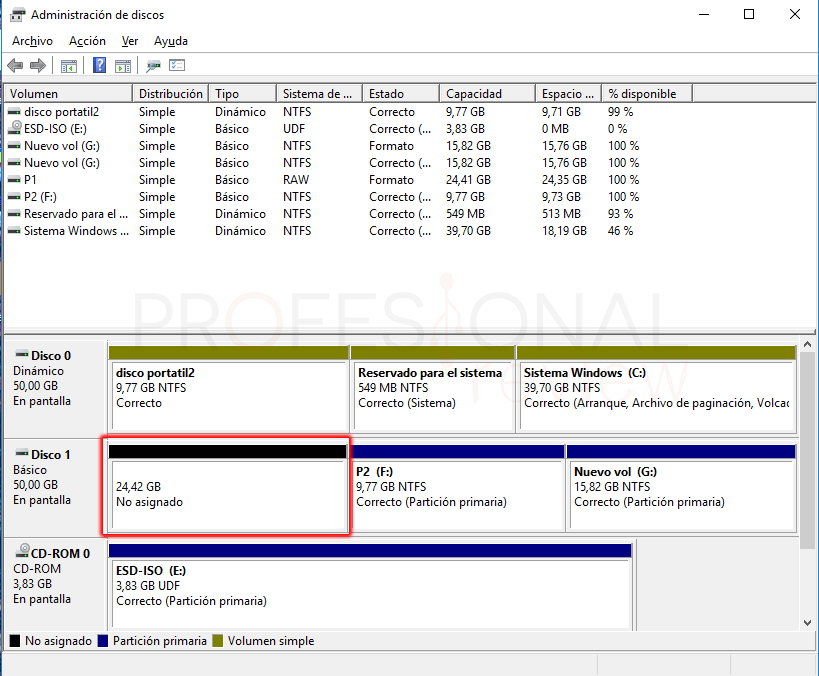 Administración de discos
Archivo Acción Ver Ayuda
Volumen Distribución Tipo Sistema de ... Estado Capacidad Espacio ... % disponible
disco portatil2 Simple Dinámico NTFS Correcto 9,77 GB 9,71 GB 99 %
ESD-ISO (E:) Simple Básico UDF Correcto (... 3,83 GB 0 MB 0 %
Nuevo vol (G:) Simple Básico NTFS Formato 15,82 GB 15,76 GB 100 %
Nuevo vol (G:) Simple Básico NTFS Correcto (... 15,82 GB 15,76 GB 100 %
P1 Simple Básico RAW Formato 24,41 GB 24,35 GB 100 %
P2 (F:) Simple Básico NTFS Correcto (... 9,77 GB 9,73 GB 100 %
Reservado para el ... Simple Dinámico NTFS Correcto (... 549 MB 513 MB 93 %
Sistema Windows ... Simple Dinámico NTFS Correcto (... 39,70 GB 18,19 GB 46 %
PROFESIONAL
review
Disco 0
Dinámico
50,00 GB
En pantalla
disco portatil2
9,77 GB NTFS
Correcto
Reservado para el sistema
549 MB NTFS
Correcto (Sistema)
Sistema Windows (C:)
39,70 GB NTFS
Correcto (Arranque, Archivo de paginación, Volcad
Disco 1
Básico
50,00 GB
En pantalla
24,42 GB
No asignado
P2 (F:)
9,77 GB NTFS
Correcto (Partición primaria)
Nuevo vol (G:)
15,82 GB NTFS
Correcto (Partición primaria)
CD-ROM 0
CD-ROM
3,83 GB
En pantalla
ESD-ISO (E:)
3,83 GB UDF
Correcto (Partición primaria)
No asignado Partición primaria Volumen simple